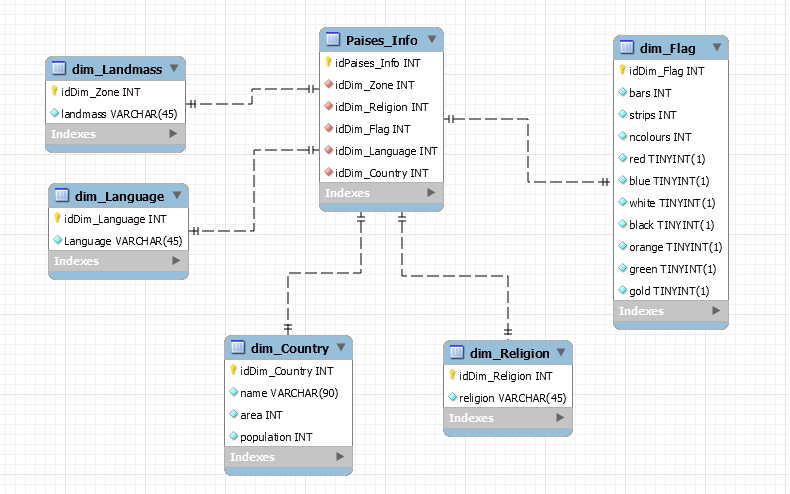 dim_Landmass
idDim_Zone INT
landmass VARCHAR(45)
Indexes
dim_Language
idDim_Language INT
Language VARCHAR(45)
Indexes
Paises_Info
idPaises_Info INT
idDim_Zone INT
idDim_Religion INT
idDim_Flag INT
idDim_Language INT
idDim_Country INT
Indexes
dim_Flag
idDim_Flag INT
bars INT
strips INT
ncolours INT
red TINYINT(1)
blue TINYINT(1)
white TINYINT(1)
black TINYINT(1)
orange TINYINT(1)
green TINYINT(1)
gold TINYINT(1)
Indexes
dim_Country
idDim_Country INT
name VARCHAR(90)
area INT
population INT
Indexes
dim_Religion
idDim_Religion INT
religion VARCHAR(45)
Indexes